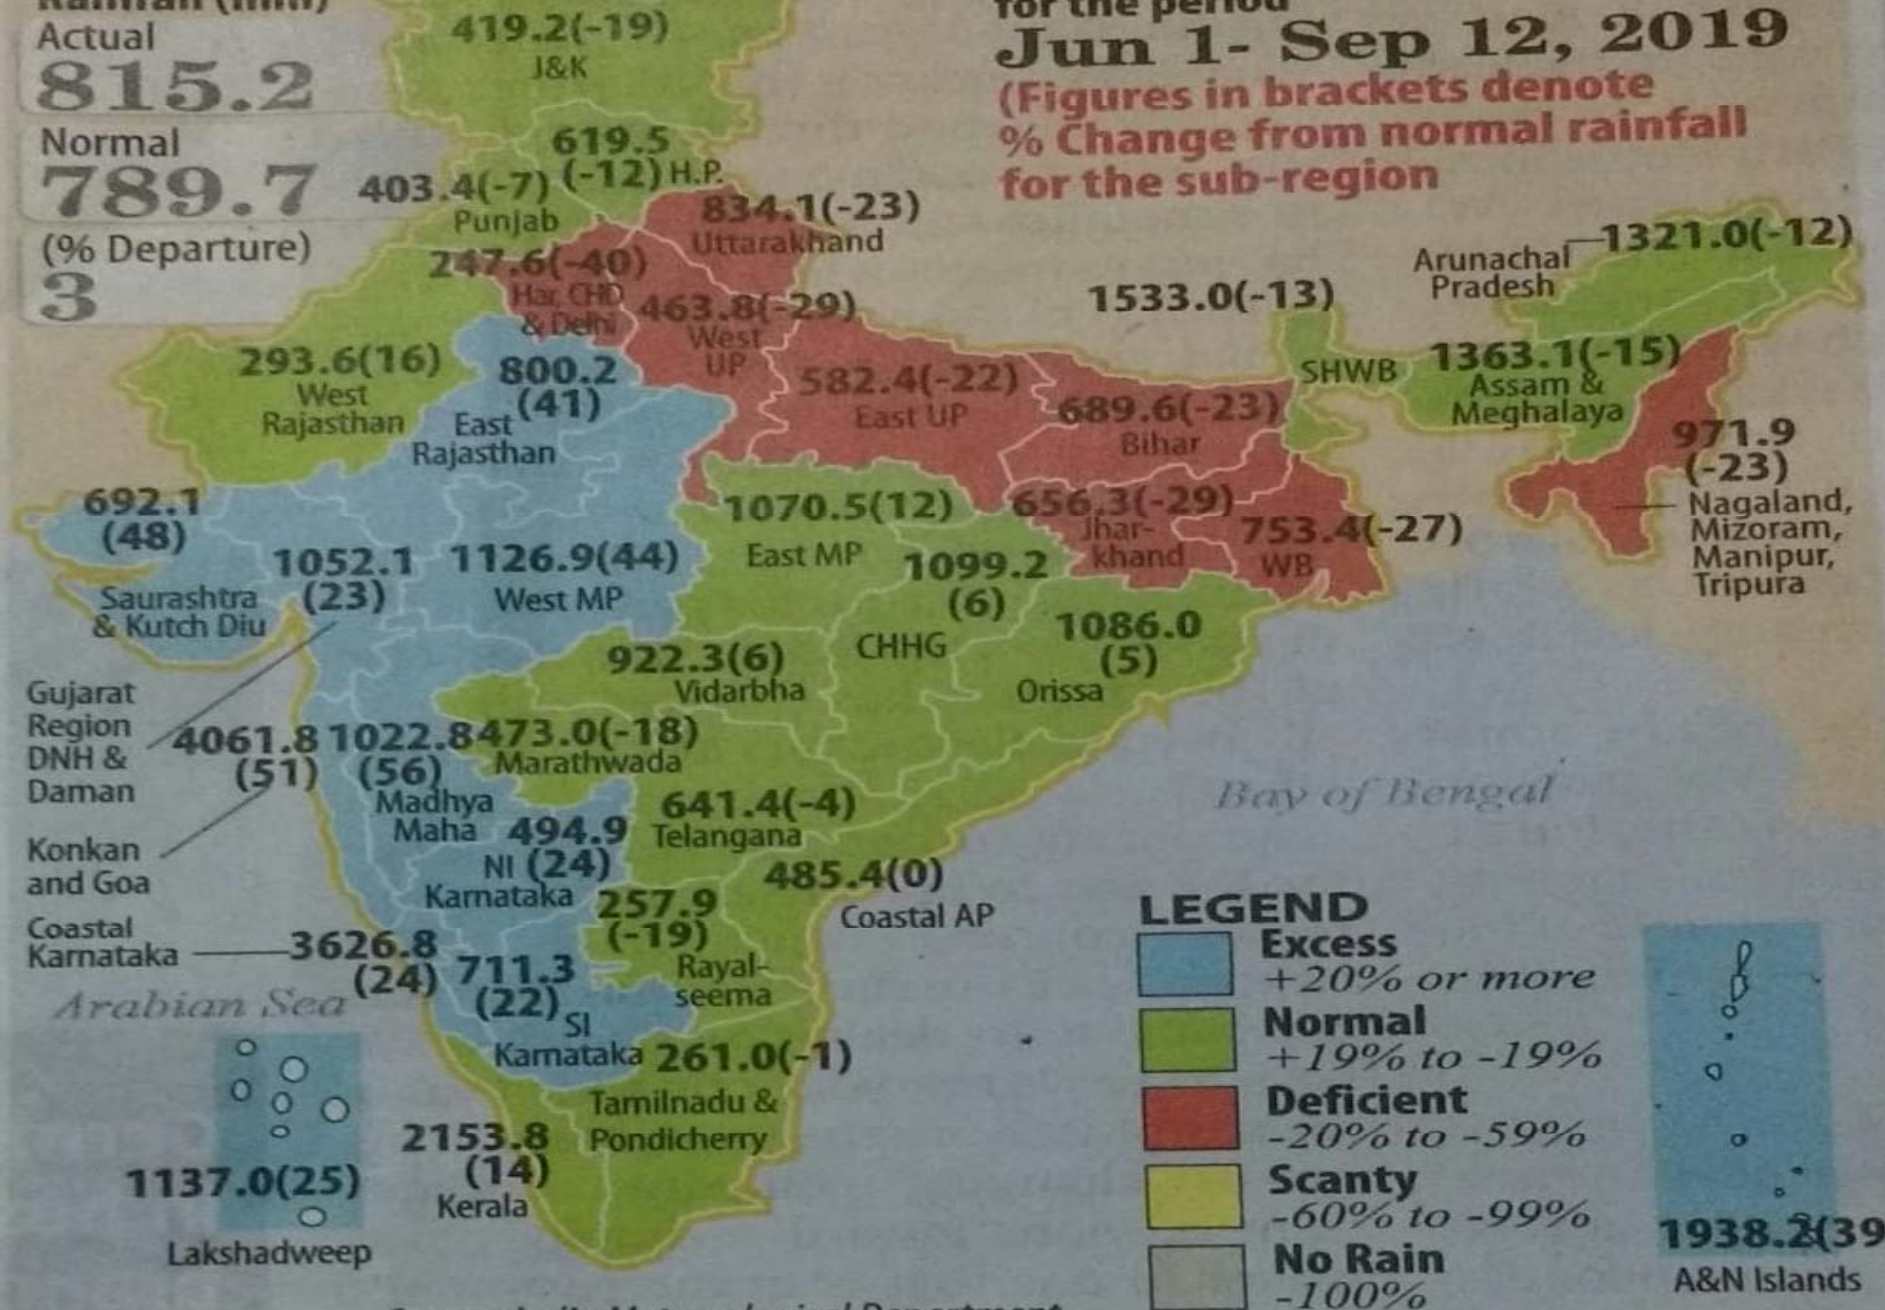 Rainfall (mm)
Actual
815.2
Normal
789.7
(% Departure)
3
for the period
Jun 1- Sep 12, 2019
(Figures in brackets denote
% Change from normal rainfall
for the sub-region
419.2(-19)
J&K
619.5
(-12) H.P.
403.4(-7)
Punjab
834.1(-23)
Uttarakhand
247.6(-40)
Har, CHD
& Delhi
463.8(-29)
West
UP
1321.0(-12)
Arunachal
Pradesh
1533.0(-13)
SHWB
1363.1(-15)
Assam &
Meghalaya
293.6(16)
West
Rajasthan
800.2
(41)
East
Rajasthan
582.4(-22)
East UP
689.6(-23)
Bihar
971.9
(-23)
Nagaland,
Mizoram,
Manipur,
Tripura
692.1
(48)
Saurashtra
& Kutch Diu
1052.1
(23)
Gujarat
Region
DNH &
Daman
1126.9(44)
West MP
1070.5(12)
East MP
656.3(-29)
Jhar-
khand
753.4(-27)
WB
1099.2
(6)
CHHG
1086.0
(5)
Orissa
922.3(6)
Vidarbha
4061.8
(51)
Konkan
and Goa
1022.8
(56)
Madhya
Maha
473.0(-18)
Marathwada
641.4(-4)
Telangana
494.9
NI (24)
Karnataka
485.4(0)
Coastal AP
257.9
(-19)
Rayal-
seema
Coastal
Karnataka
3626.8
(24)
711.3
(22)
SI
Karnataka
261.0(-1)
Tamilnadu &
Pondicherry
2153.8
(14)
Kerala
1137.0(25)
Lakshadweep
Arabian Sea
Bay of Bengal
LEGEND
Excess
+20% or more
Normal
+19% to -19%
Deficient
-20% to -59%
Scanty
-60% to -99%
No Rain
-100%
1938.2(39
A&N Islands